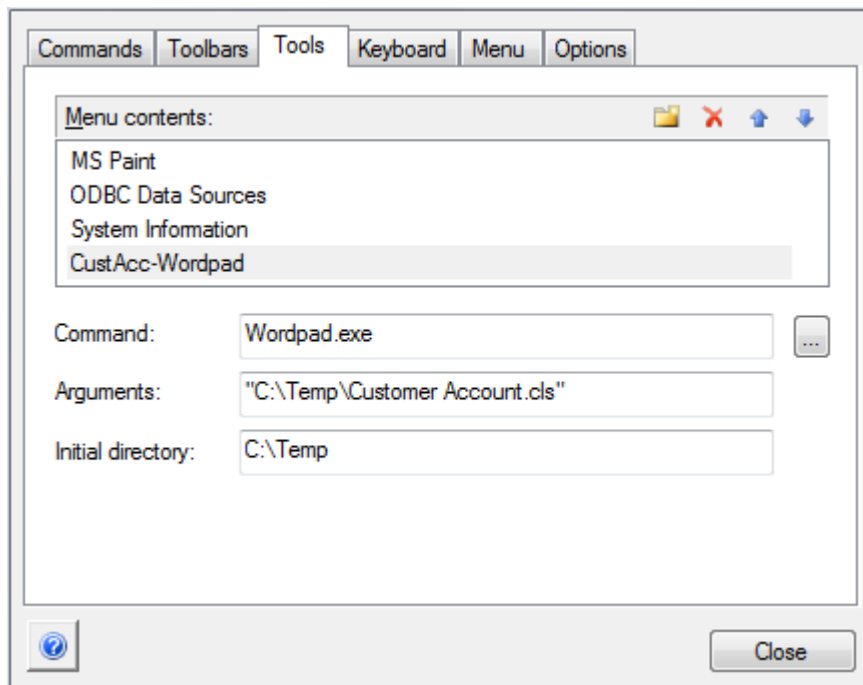 Commands Toolbars Tools Keyboard Menu Options
Menu contents:
MS Paint
ODBC Data Sources
System Information
CustAcc-Wordpad
Command: Wordpad.exe ...
Arguments: "C:\Temp\Customer Account.cls"
Initial directory: C:\Temp
? Close